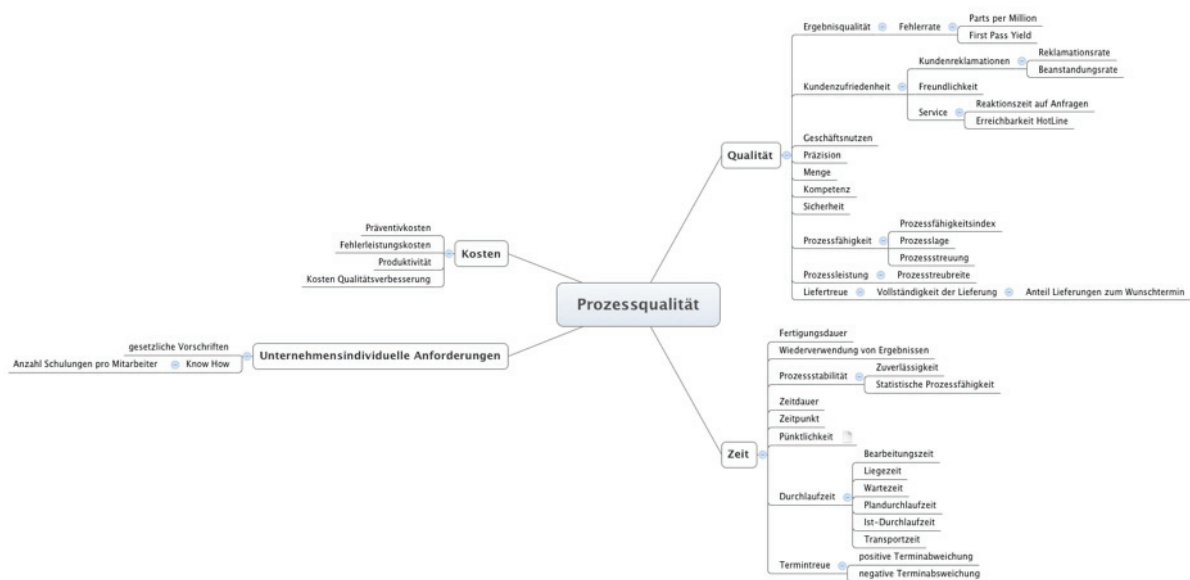 Prozessqualität
Qualität
Ergebnisqualität
Fehlerrate
Parts per Million
First Pass Yield
Kundenzufriedenheit
Kundenreklamationen
Reklamationsrate
Beanstandungsrate
Freundlichkeit
Service
Reaktionszeit auf Anfragen
Erreichbarkeit HotLine
Geschäftsnutzen
Präzision
Menge
Kompetenz
Sicherheit
Prozessfähigkeit
Prozessfähigkeitsindex
Prozesslage
Prozessstreuung
Prozessleistung
Prozesstreubreite
Liefertreue
Vollständigkeit der Lieferung
Anteil Lieferungen zum Wunschtermin
Zeit
Fertigungsdauer
Wiederverwendung von Ergebnissen
Prozessstabilität
Zuverlässigkeit
Statistische Prozessfähigkeit
Zeitdauer
Zeitpunkt
Pünktlichkeit
Durchlaufzeit
Bearbeitungszeit
Liegezeit
Wartezeit
Plandurchlaufzeit
Ist-Durchlaufzeit
Transportzeit
Termintreue
positive Terminabweichung
negative Terminabsweichung
Kosten
Präventivkosten
Fehlerleistungskosten
Produktivität
Kosten Qualitätsverbesserung
Unternehmensindividuelle Anforderungen
gesetzliche Vorschriften
Know How
Anzahl Schulungen pro Mitarbeiter